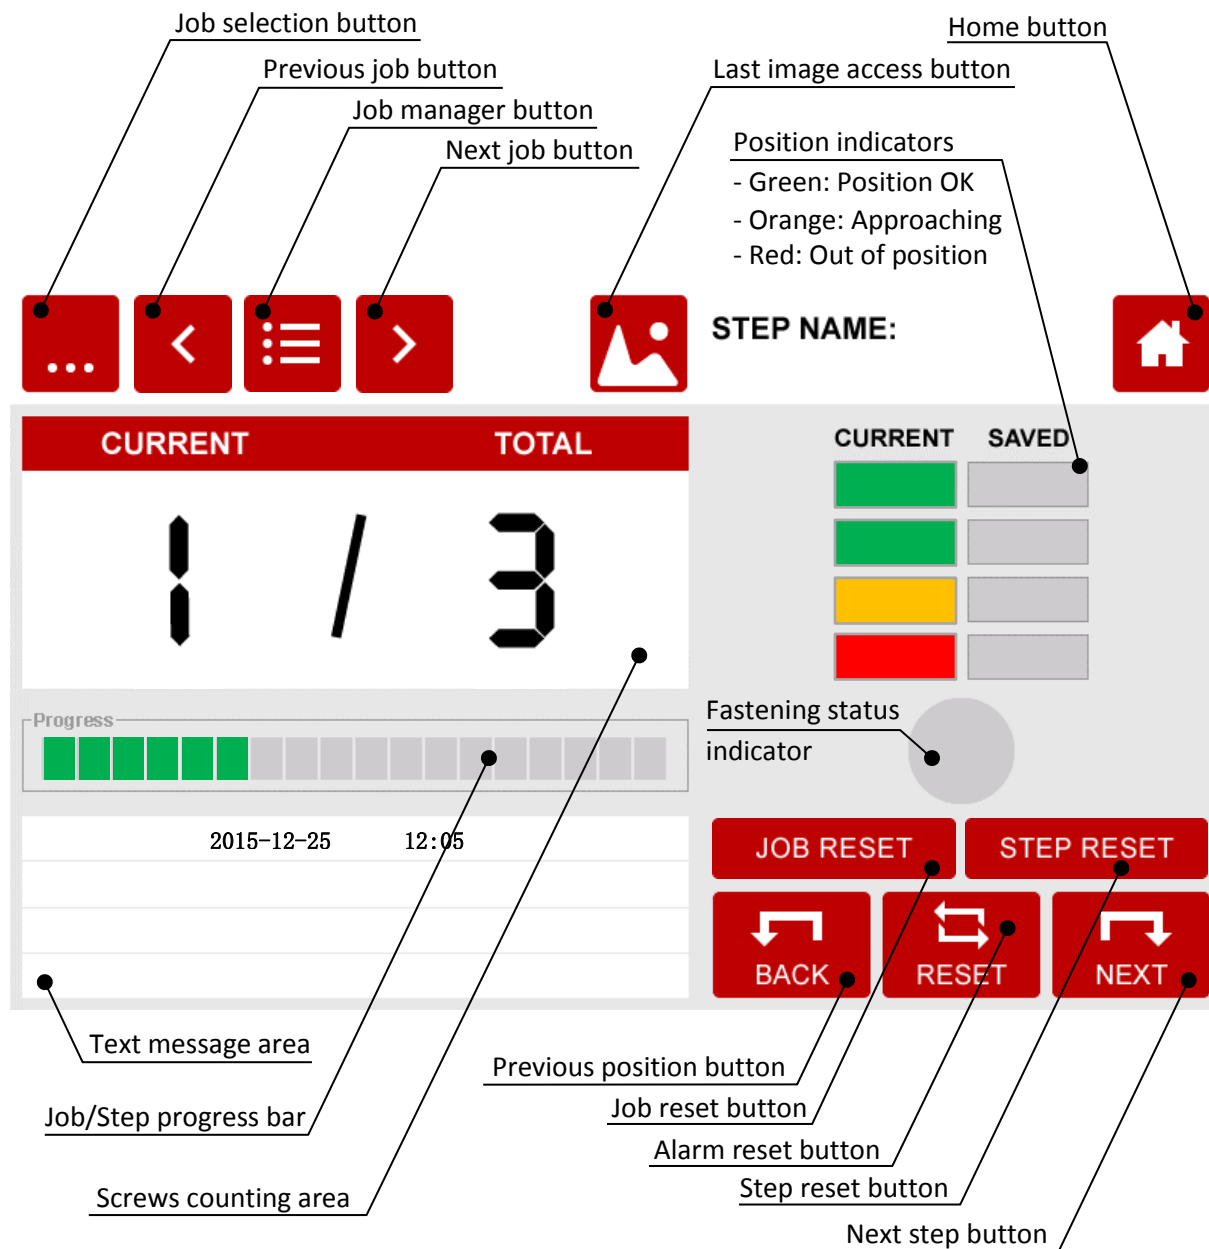 Job selection button
Home button
Previous job button
Last image access button
Job manager button
Next job button
Position indicators
- Green: Position OK
- Orange: Approaching
- Red: Out of position
...
STEP NAME:
CURRENT TOTAL
CURRENT SAVED
1 / 3
Progress
Fastening status
indicator
2015-12-25 12:05
JOB RESET STEP RESET
BACK RESET NEXT
Text message area
Previous position button
Job/Step progress bar
Job reset button
Alarm reset button
Screws counting area
Step reset button
Next step button